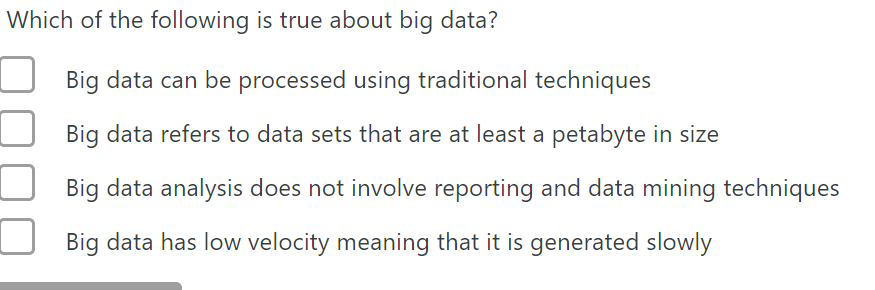 Which of the following is true about big data?
Big data can be processed using traditional techniques
Big data refers to data sets that are at least a petabyte in size
Big data analysis does not involve reporting and data mining techniques
Big data has low velocity meaning that it is generated slowly